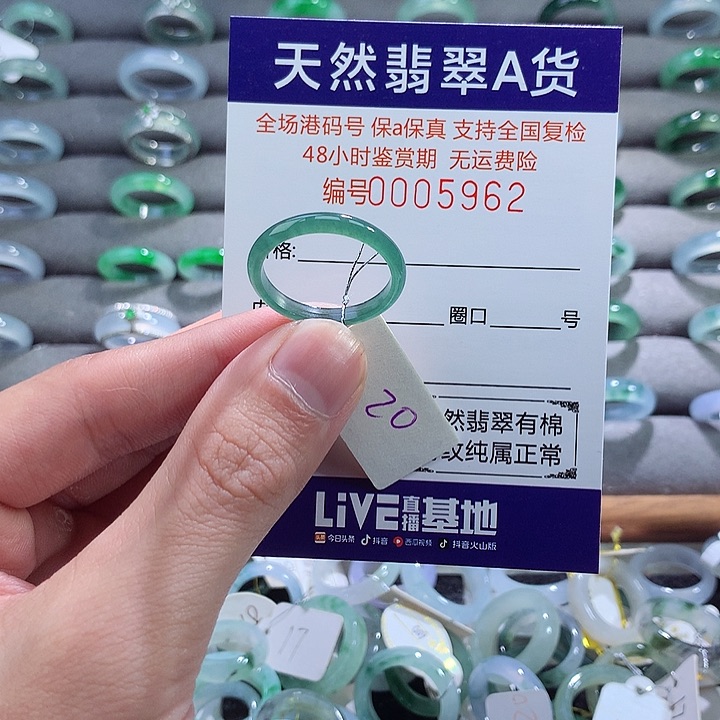 天然翡翠A货
全场港码号 保a保真 支持全国复检
48小时鉴赏期 无运费险
编号0005962
格:
圈口 号
20
然翡翠有棉
纹纯属正常
LiVE直播基地
头条 今日头条 抖音 西瓜视频 抖音火山版
17